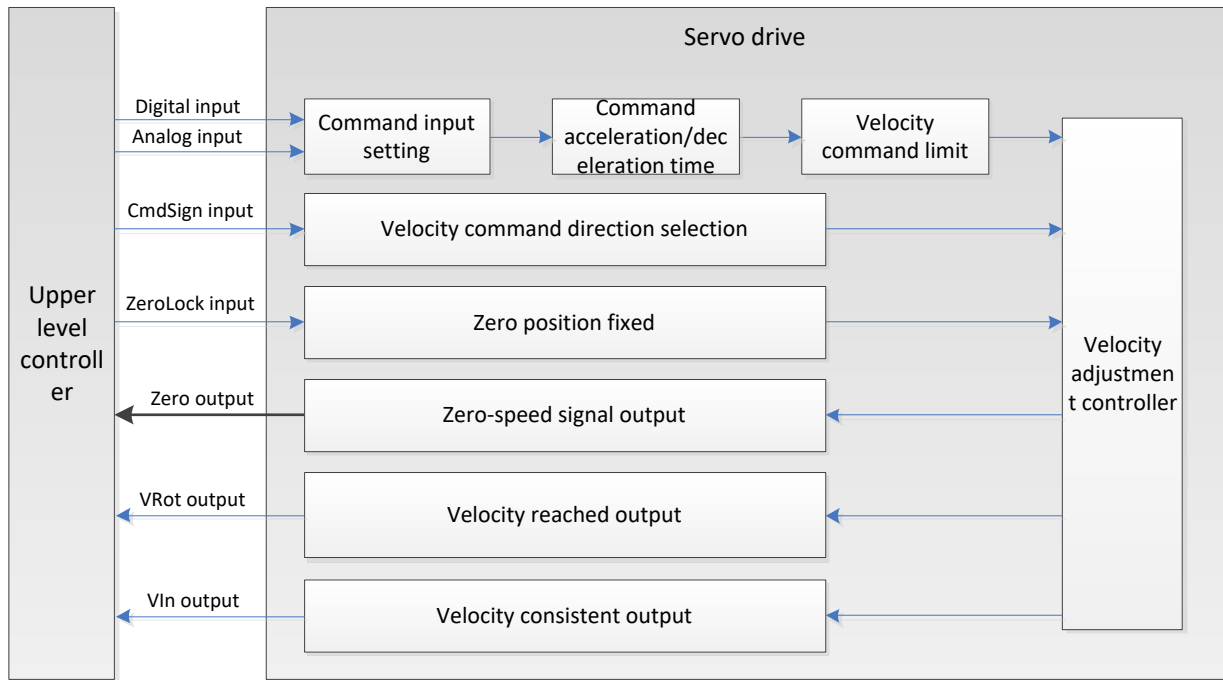 Servo drive
Digital input
Analog input
Command input
setting
Command
acceleration/dec
eleration time
Velocity
command limit
CmdSign input
Velocity command direction selection
Upper
level
controll
er
ZeroLock input
Zero position fixed
Velocity
adjustmen
t controller
Zero output
Zero-speed signal output
VRot output
Velocity reached output
VIn output
Velocity consistent output